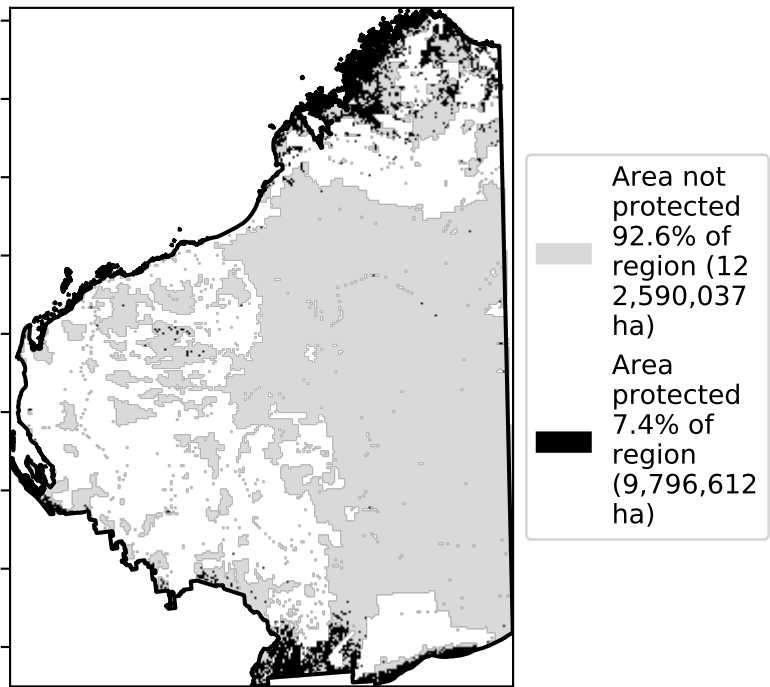 Area not
protected
92.6% of
region (12
2,590,037
ha)
Area
protected
7.4% of
region
(9,796,612
ha)